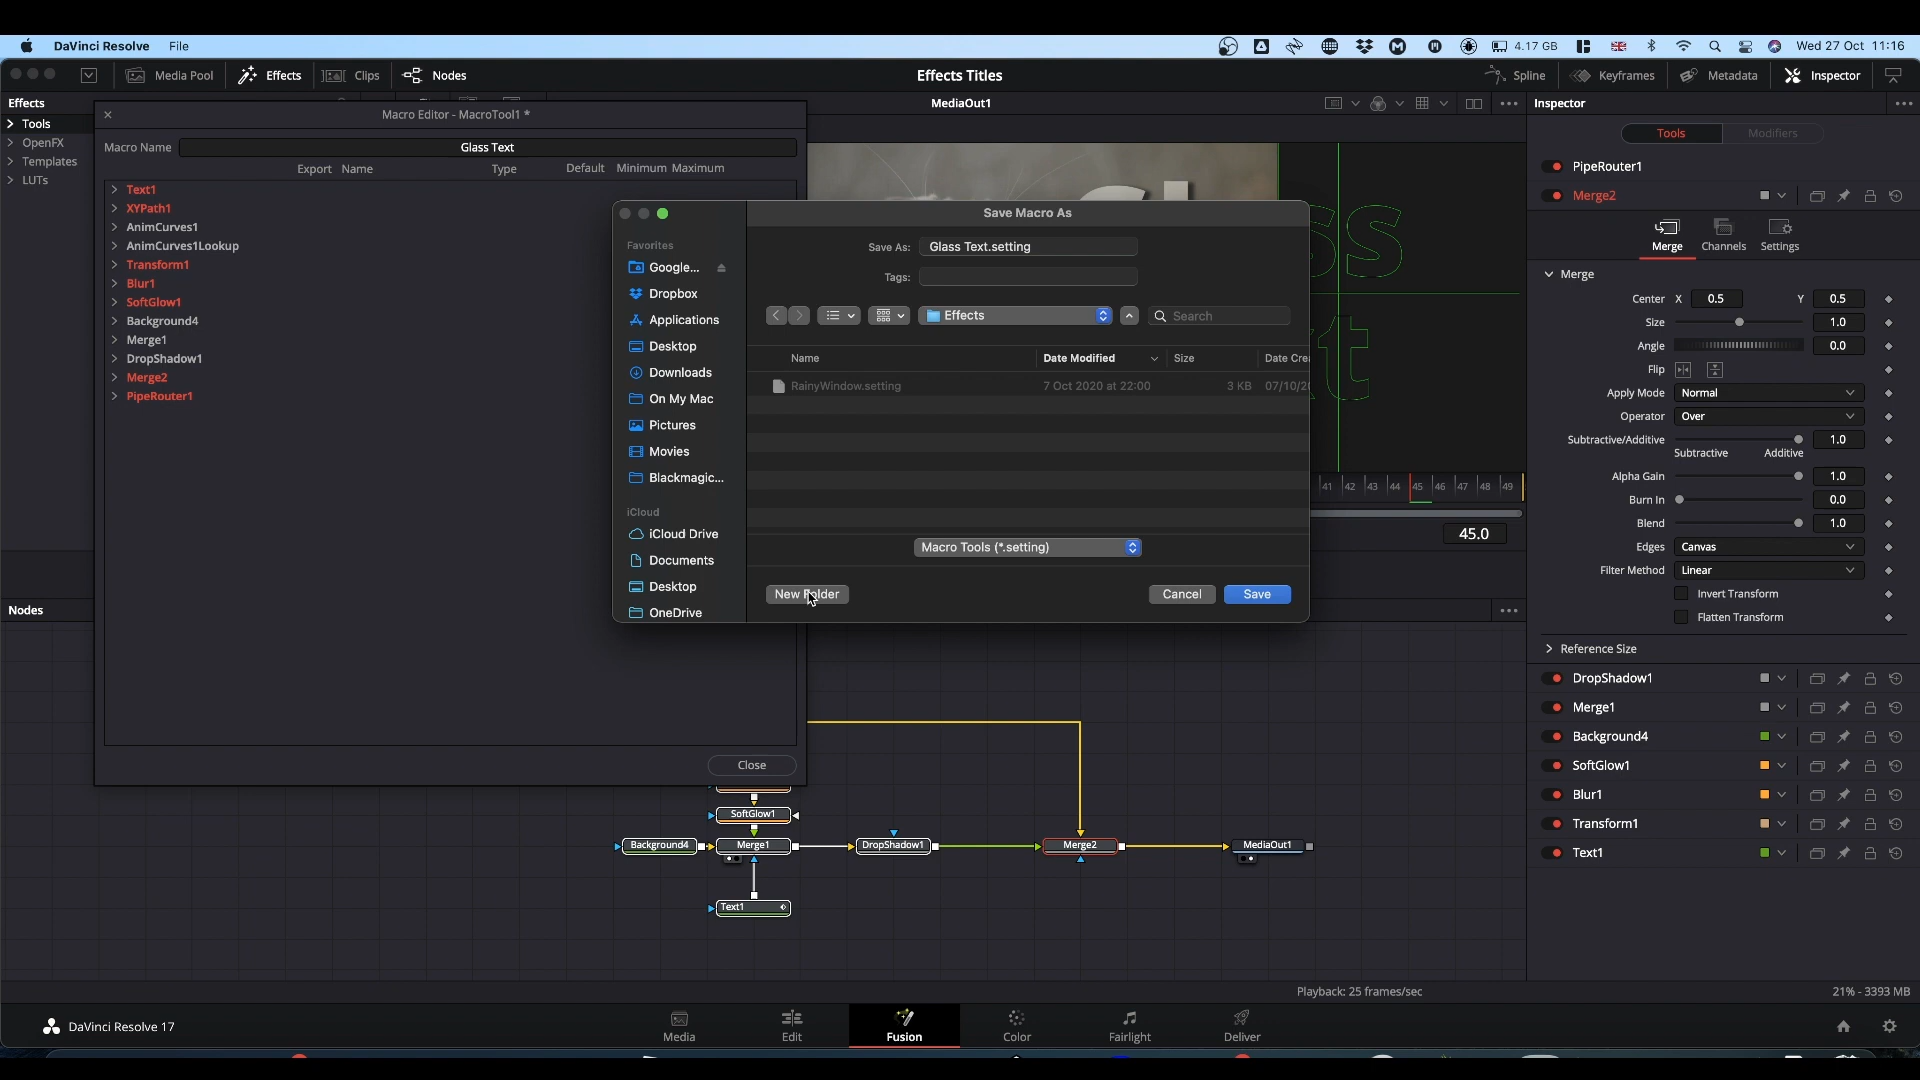 DaVinci Resolve File
4.17 GB Wed 27 Oct 11:16
Media Pool Effects Clips Nodes
Effects Titles
Spline Keyframes Metadata Inspector
Effects
Tools
OpenFX
Templates
LUTs
MediaOut1
Macro Editor - MacroTool1 *
Macro Name Glass Text
Export Name Type Default Minimum Maximum
Text1
XYPath1
AnimCurves1
AnimCurves1Lookup
Transform1
Blur1
SoftGlow1
Background4
Merge1
DropShadow1
Merge2
PipeRouter1
Close
Save Macro As
Save As: Glass Text.setting
Tags:
Effects
Search
Name Date Modified Size Date Crea
RainyWindow.setting 7 Oct 2020 at 22:00 3 KB 07/10/20
Macro Tools (*.setting)
New Folder Cancel Save
Favorites
Google...
Dropbox
Applications
Desktop
Downloads
On My Mac
Pictures
Movies
Blackmagic...
iCloud
iCloud Drive
Documents
Desktop
OneDrive
41 42 43 44 45 46 47 48 49
45.0
Inspector
Tools Modifiers
PipeRouter1
Merge2
Merge Channels Settings
Merge
Center X 0.5 Y 0.5
Size 1.0
Angle 0.0
Flip
Apply Mode Normal
Operator Over
Subtractive/Additive 1.0
Subtractive Additive
Alpha Gain 1.0
Burn In 0.0
Blend 1.0
Edges Canvas
Filter Method Linear
Invert Transform
Flatten Transform
Reference Size
DropShadow1
Merge1
Background4
SoftGlow1
Blur1
Transform1
Text1
Nodes
SoftGlow1
Background4 Merge1 DropShadow1 Merge2 MediaOut1
Text1
Playback: 25 frames/sec 21% - 3393 MB
DaVinci Resolve 17
Media Edit Fusion Color Fairlight Deliver